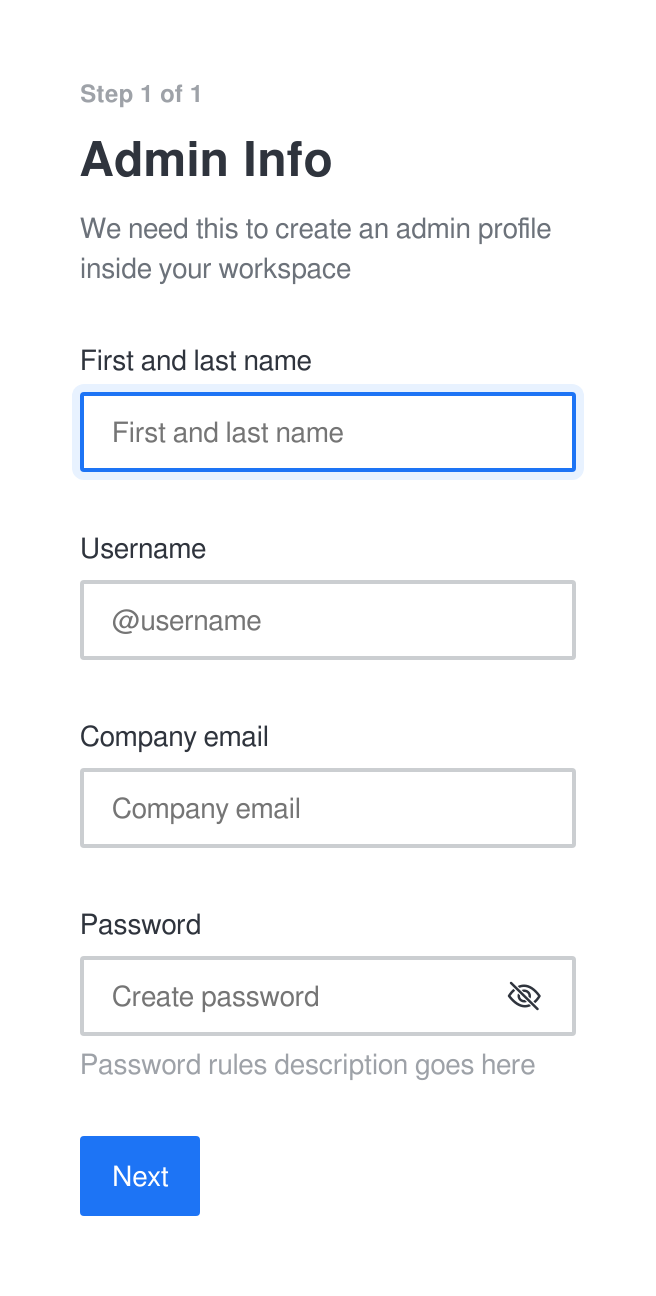 Step 1 of 1
Admin Info
We need this to create an admin profile
inside your workspace
First and last name
First and last name
Username
@username
Company email
Company email
Password
Create password
Password rules description goes here
Next